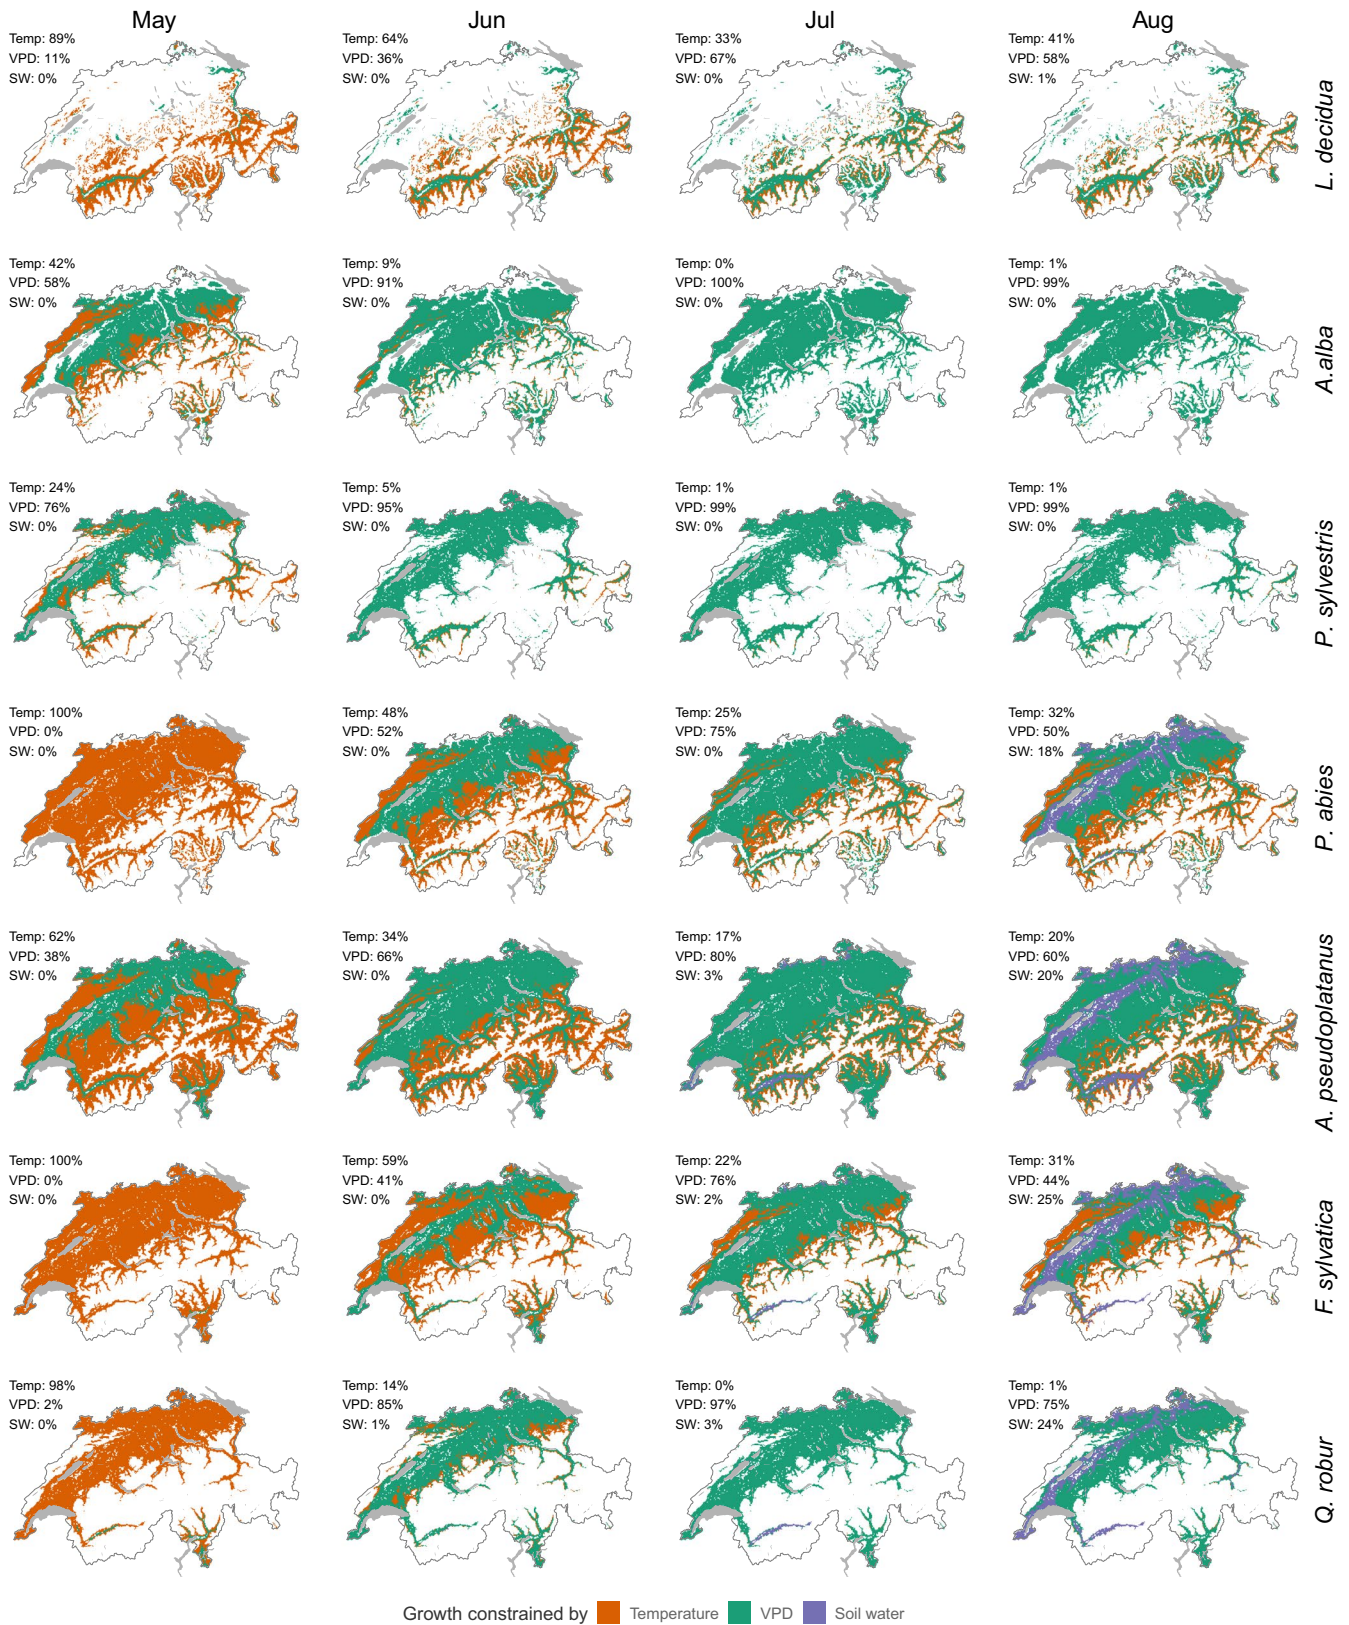 May
Jun
Jul
Aug
Temp: 89%
VPD: 11%
SW: 0%
Temp: 64%
VPD: 36%
SW: 0%
Temp: 33%
VPD: 67%
SW: 0%
Temp: 41%
VPD: 58%
SW: 1%
L. decidua
Temp: 42%
VPD: 58%
SW: 0%
Temp: 9%
VPD: 91%
SW: 0%
Temp: 0%
VPD: 100%
SW: 0%
Temp: 1%
VPD: 99%
SW: 0%
A.alba
Temp: 24%
VPD: 76%
SW: 0%
Temp: 5%
VPD: 95%
SW: 0%
Temp: 1%
VPD: 99%
SW: 0%
Temp: 1%
VPD: 99%
SW: 0%
P. sylvestris
Temp: 100%
VPD: 0%
SW: 0%
Temp: 48%
VPD: 52%
SW: 0%
Temp: 25%
VPD: 75%
SW: 0%
Temp: 32%
VPD: 50%
SW: 18%
P. abies
Temp: 62%
VPD: 38%
SW: 0%
Temp: 34%
VPD: 66%
SW: 0%
Temp: 17%
VPD: 80%
SW: 3%
Temp: 20%
VPD: 60%
SW: 20%
A. pseudoplatanus
Temp: 100%
VPD: 0%
SW: 0%
Temp: 59%
VPD: 41%
SW: 0%
Temp: 22%
VPD: 76%
SW: 2%
Temp: 31%
VPD: 44%
SW: 25%
F. sylvatica
Temp: 98%
VPD: 2%
SW: 0%
Temp: 14%
VPD: 85%
SW: 1%
Temp: 0%
VPD: 97%
SW: 3%
Temp: 1%
VPD: 75%
SW: 24%
Q. robur
Growth constrained by Temperature VPD Soil water